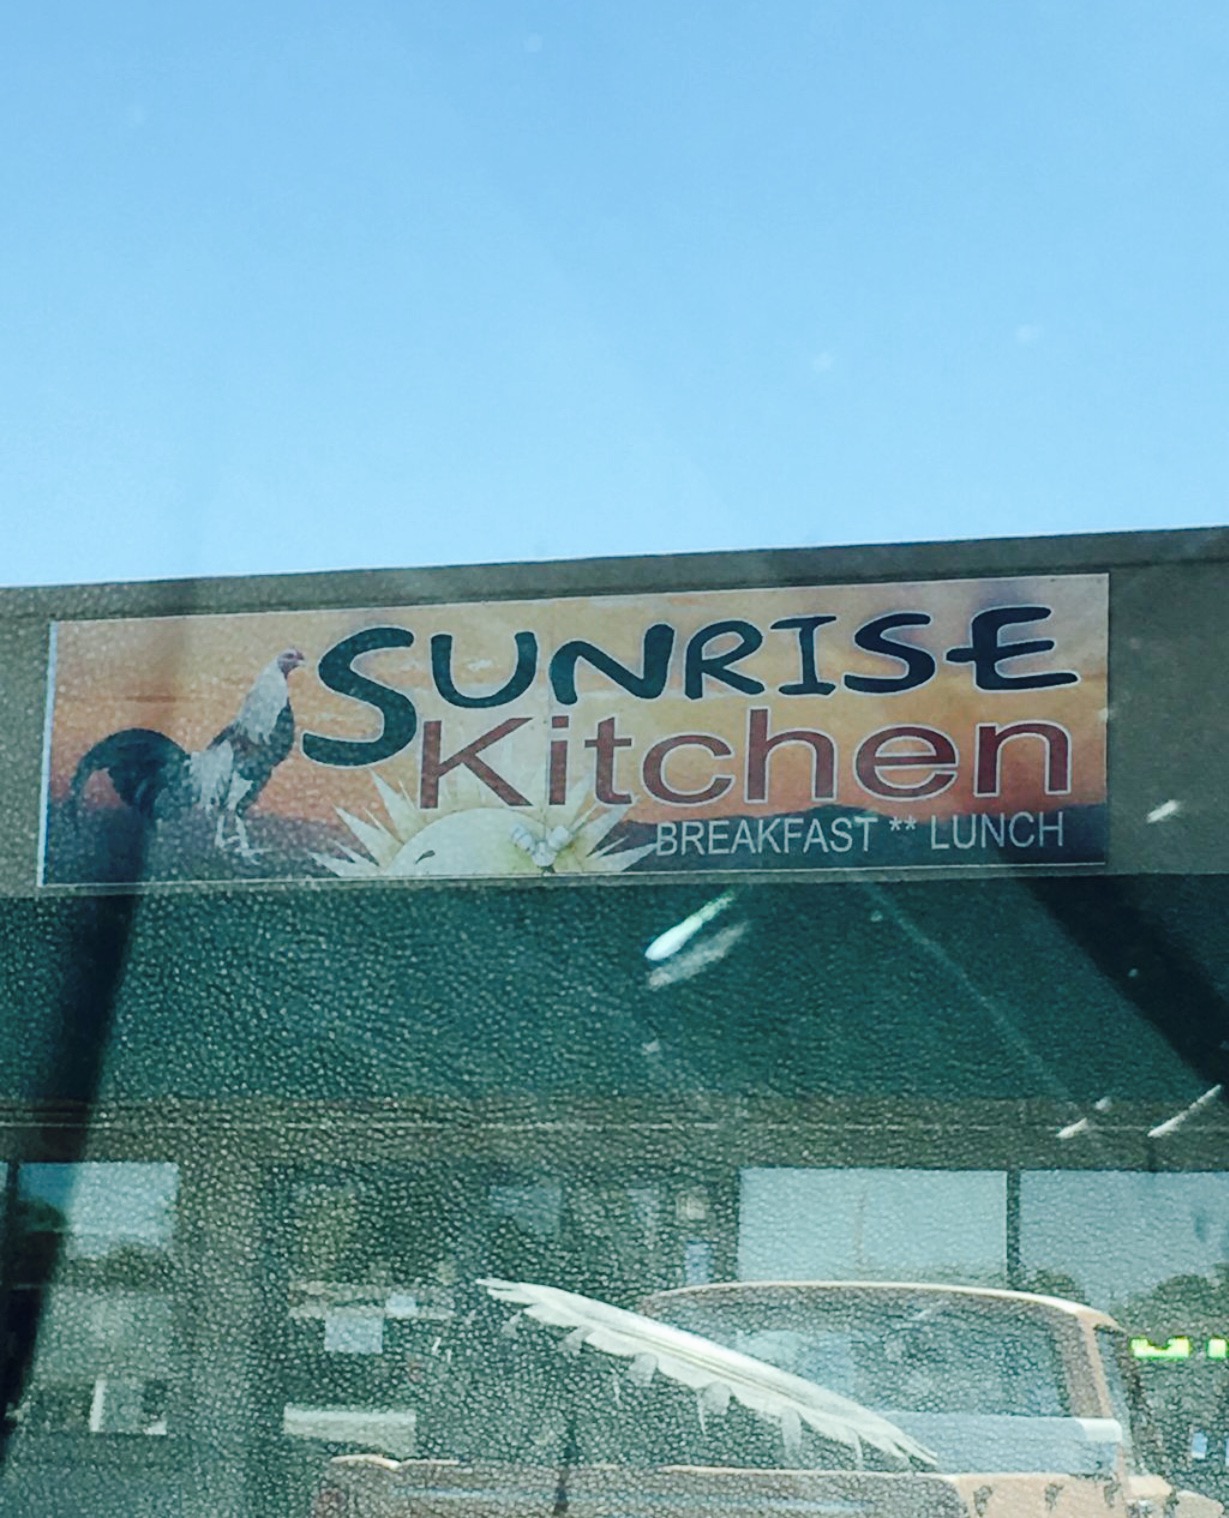 SUNRISE
Kitchen
BREAKFAST ** LUNCH